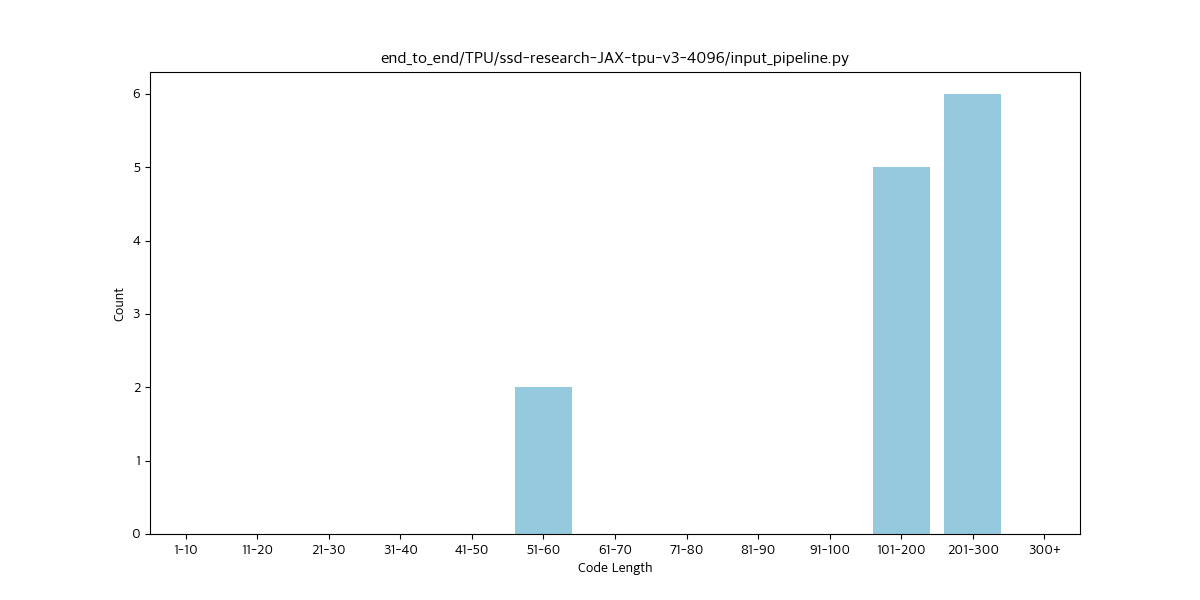 end_to_end/TPU/ssd-research-JAX-tpu-v3-4096/input_pipeline.py
6
5
4
3
2
1
0
Count
1-10 11-20 21-30 31-40 41-50 51-60 61-70 71-80 81-90 91-100 101-200 201-300 300+
Code Length